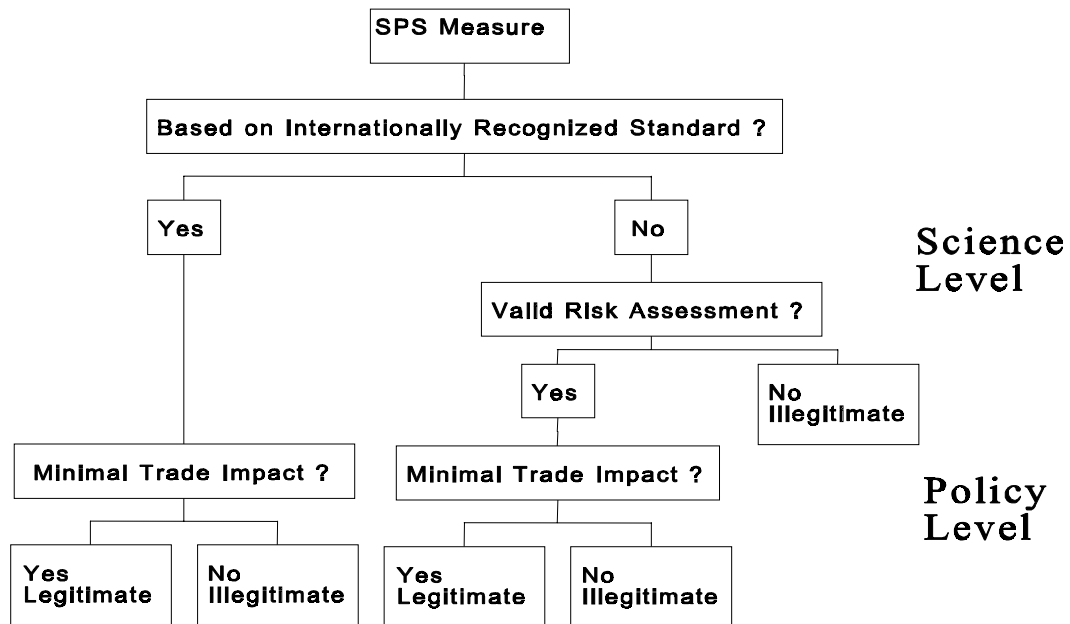 SPS Measure
Based on Internationally Recognized Standard ?
Yes
No
Science
Level
Valid Risk Assessment ?
Yes
No
Illegitimate
Minimal Trade Impact ?
Minimal Trade Impact ?
Policy
Level
Yes
Legitimate
No
Illegitimate
Yes
Legitimate
No
Illegitimate